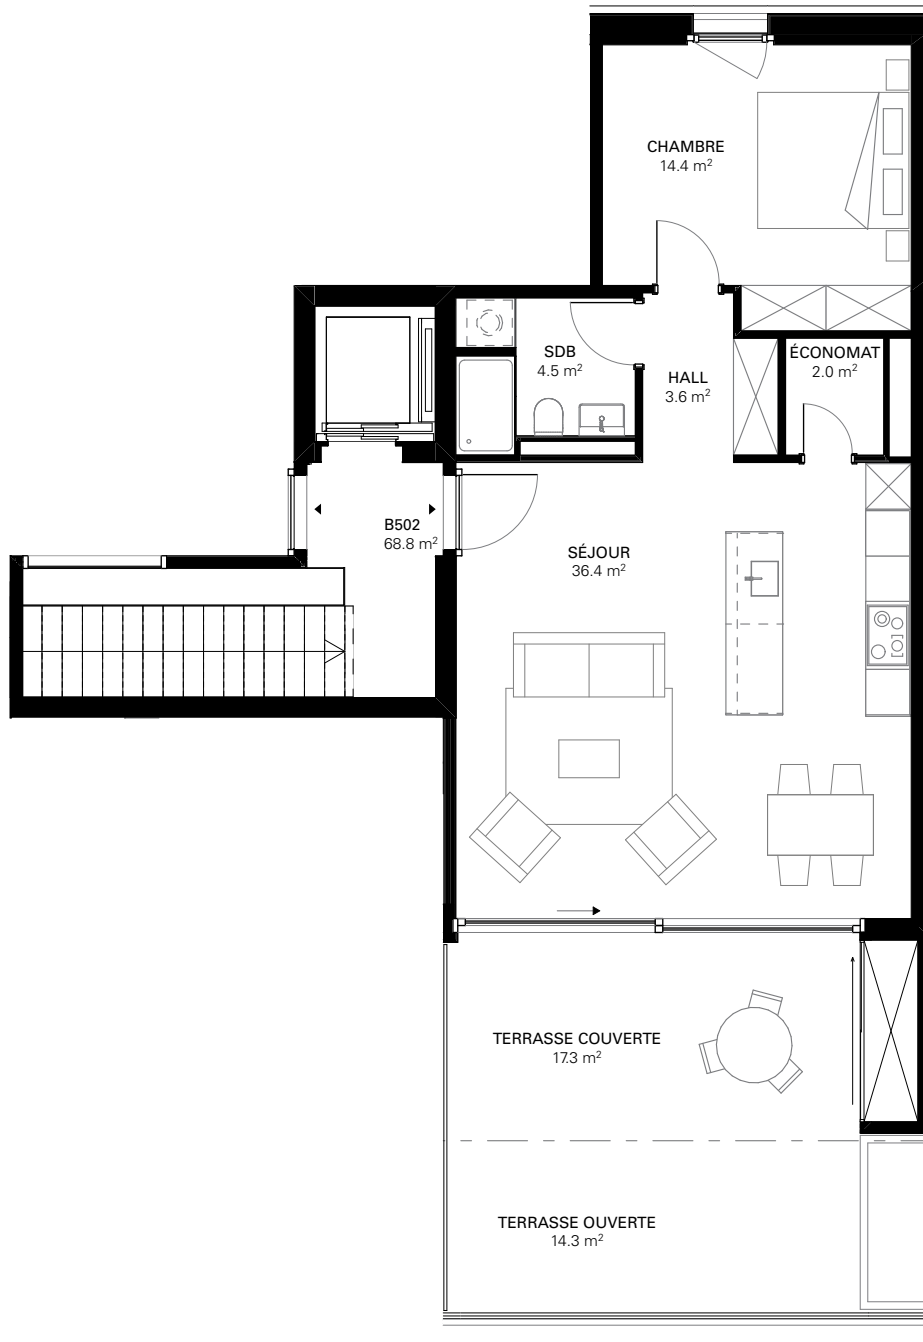 CHAMBRE
14.4 m²
SDB
4.5 m²
HALL
3.6 m²
ÉCONOMAT
2.0 m²
B502
68.8 m²
SÉJOUR
36.4 m²
TERRASSE COUVERTE
17.3 m²
TERRASSE OUVERTE
14.3 m²